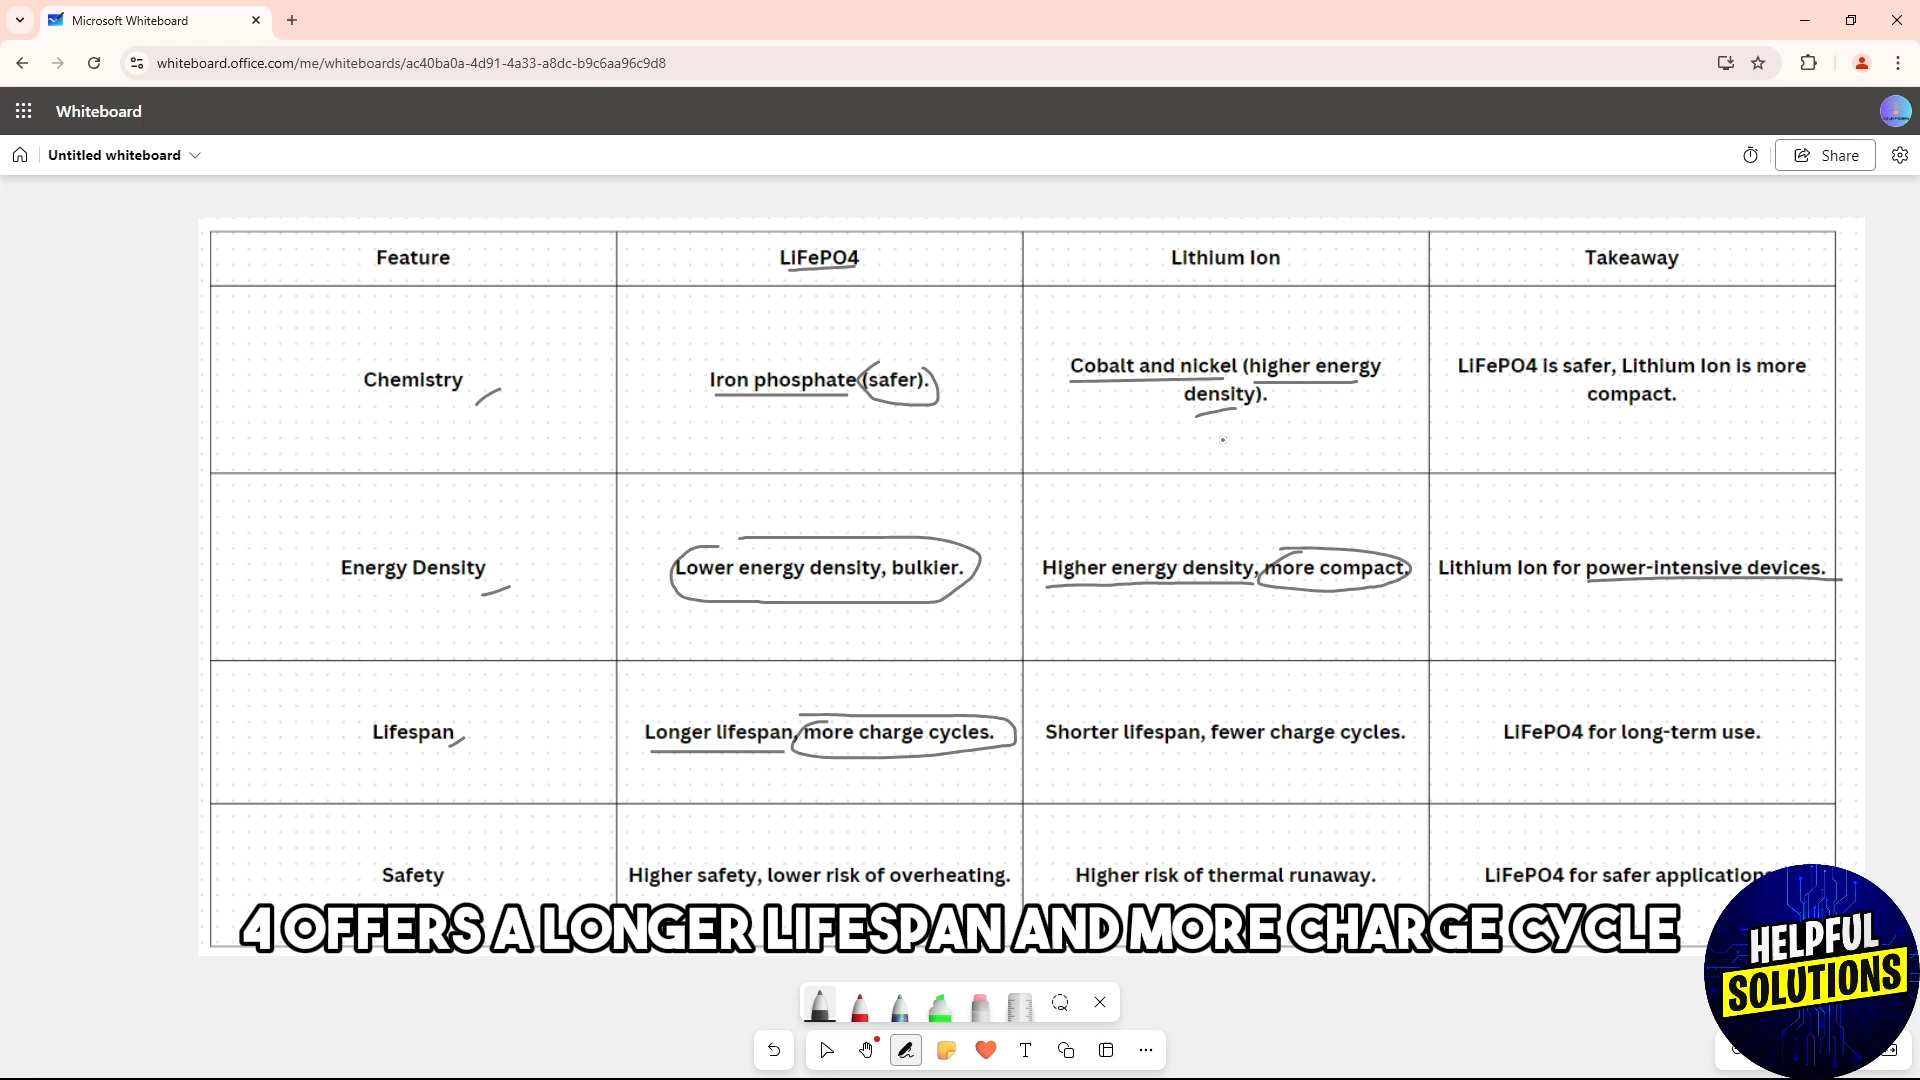 Microsoft Whiteboard
whiteboard.office.com/me/whiteboards/ac40ba0a-4d91-4a33-a8dc-b9c6aa96c9d8
Whiteboard
Untitled whiteboard
Share
Feature
LiFePO4
Lithium Ion
Takeaway
Chemistry
Iron phosphate (safer).
Cobalt and nickel (higher energy
density).
LiFePO4 is safer, Lithium Ion is more
compact.
Energy Density
Lower energy density, bulkier.
Higher energy density, more compact.
Lithium Ion for power-intensive devices.
Lifespan
Longer lifespan, more charge cycles.
Shorter lifespan, fewer charge cycles.
LiFePO4 for long-term use.
Safety
Higher safety, lower risk of overheating.
Higher risk of thermal runaway.
LiFePO4 for safer application
4 OFFERS A LONGER LIFESPAN AND MORE CHARGE CYCLE
HELPFUL
SOLUTIONS